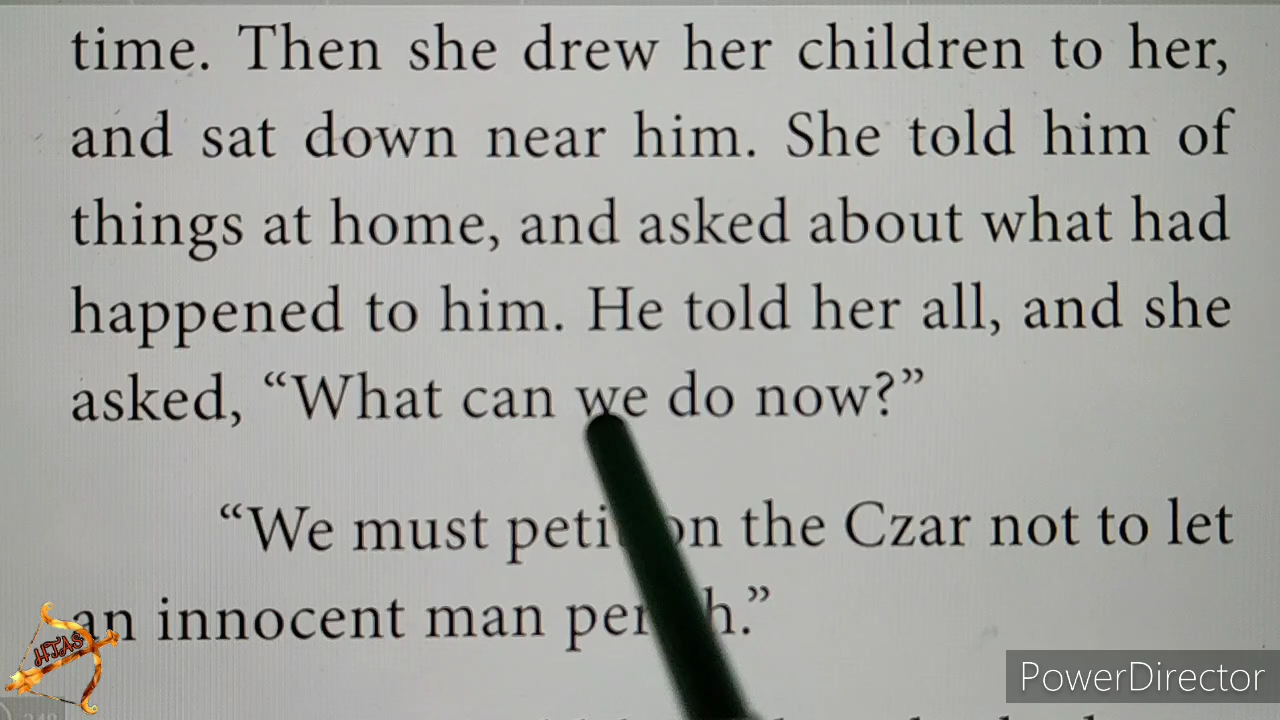 time. Then she drew her children to her,
and sat down near him. She told him of
things at home, and asked about what had
happened to him. He told her all, and she
asked, “What can we do now?”
“We must on the Czar not to let
an innocent man
HTAS
PowerDirector